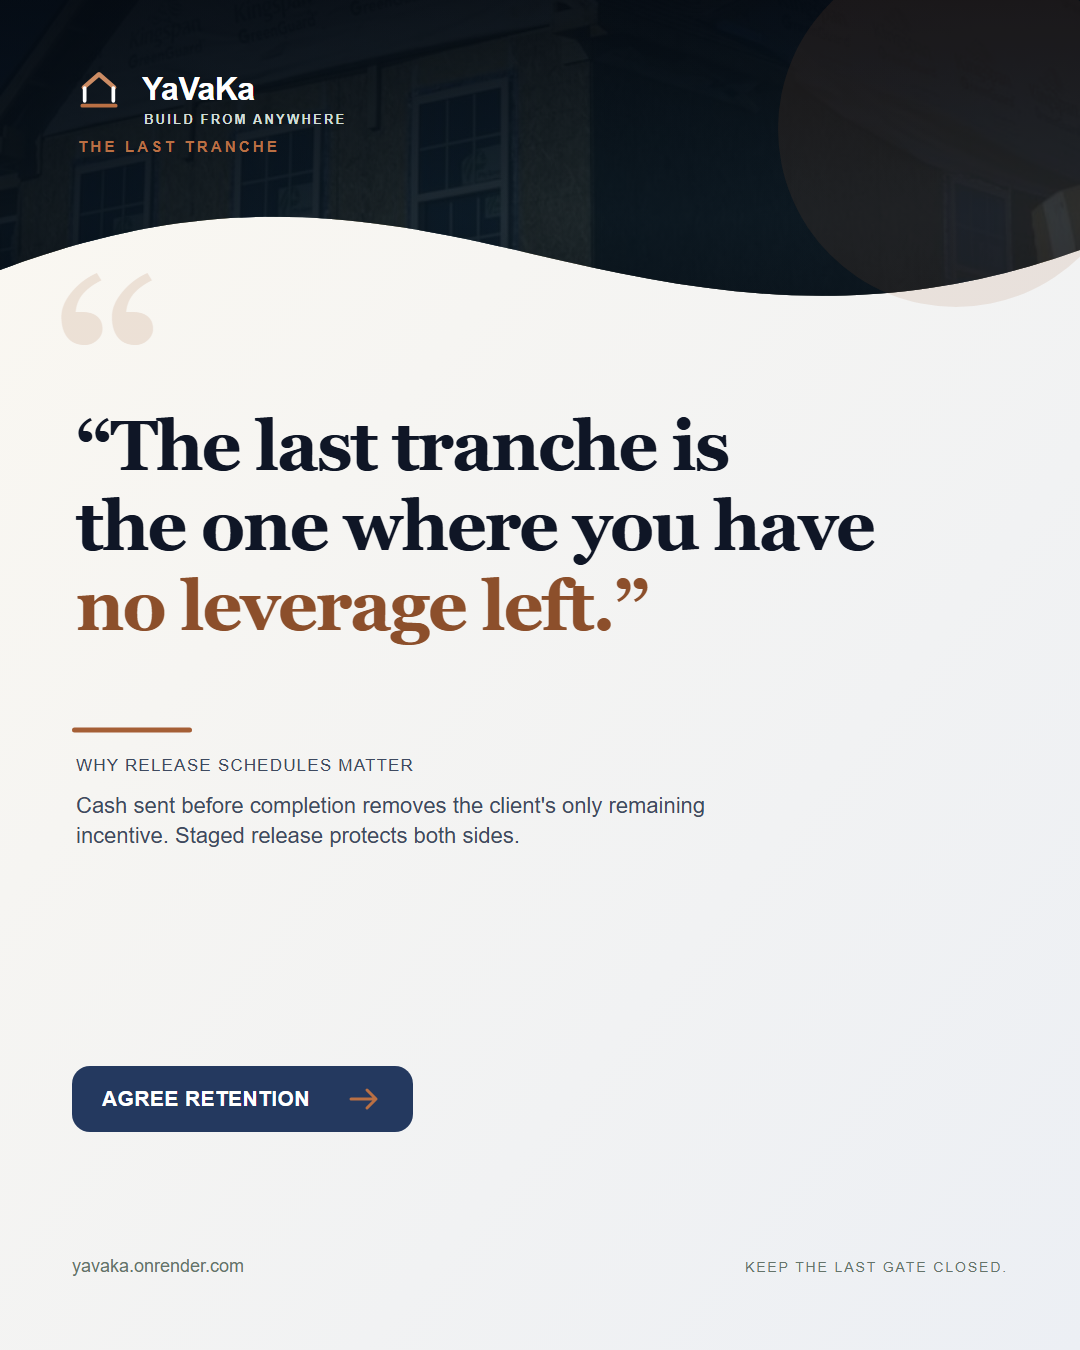 YaVaKa
BUILD FROM ANYWHERE
THE LAST TRANCHE
“The last tranche is
the one where you have
no leverage left.”
WHY RELEASE SCHEDULES MATTER
Cash sent before completion removes the client's only remaining
incentive. Staged release protects both sides.
AGREE RETENTION
yavaka.onrender.com
KEEP THE LAST GATE CLOSED.